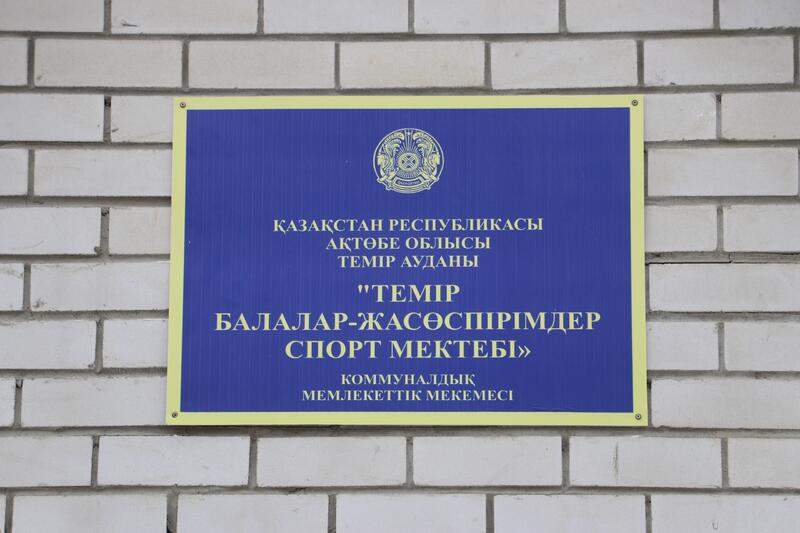 ҚАЗАҚСТАН РЕСПУБЛИКАСЫ
АҚТӨБЕ ОБЛЫСЫ
ТЕМІР АУДАНЫ
"ТЕМІР
БАЛАЛАР-ЖАСӨСПІРІМДЕР
СПОРТ МЕКТЕБІ»
КОММУНАЛДЫҚ
МЕМЛЕКЕТТІК МЕКЕМЕСІ